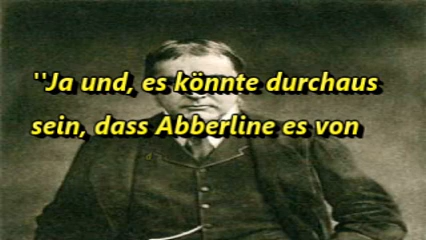 "Ja und, es könnte durchaus
sein, dass Abberline es von